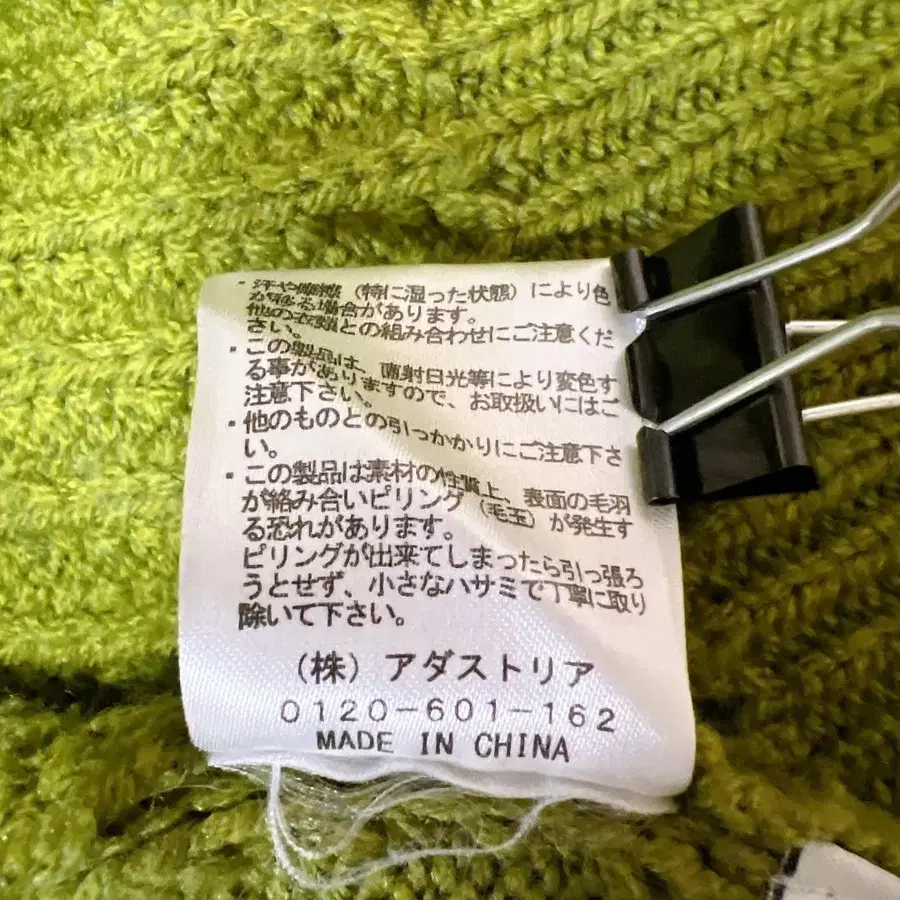 ・汗や摩擦（特に湿った状態）により色
が移る場合があります。
他の衣類との組み合わせにご注意くだ
さい。
・この製品は、噴射日光等により変色す
る事がありますので、お取扱いにはご
注意下さい。
・他のものとの引っかかりにご注意下さ
い。
・この製品は素材の性質上、表面の毛羽
が絡み合いピリング（毛玉）が発生す
る恐れがあります。
ピリングが出来てしまったら引っ張ろ
うとせず、小さなハサミで丁寧に取り
除いて下さい。
（株）アダストリア
0120-601-162
MADE IN CHINA